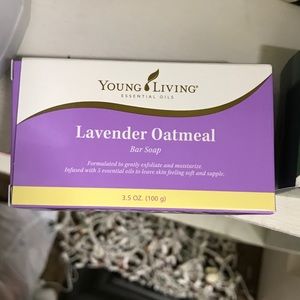 YOUNG LIVING®
ESSENTIAL OILS
Lavender Oatmeal
Bar Soap
Formulated to gently exfoliate and moisturize.
Infused with 5 essential oils to leave skin feeling soft and supple.
3.5 OZ. (100 g)